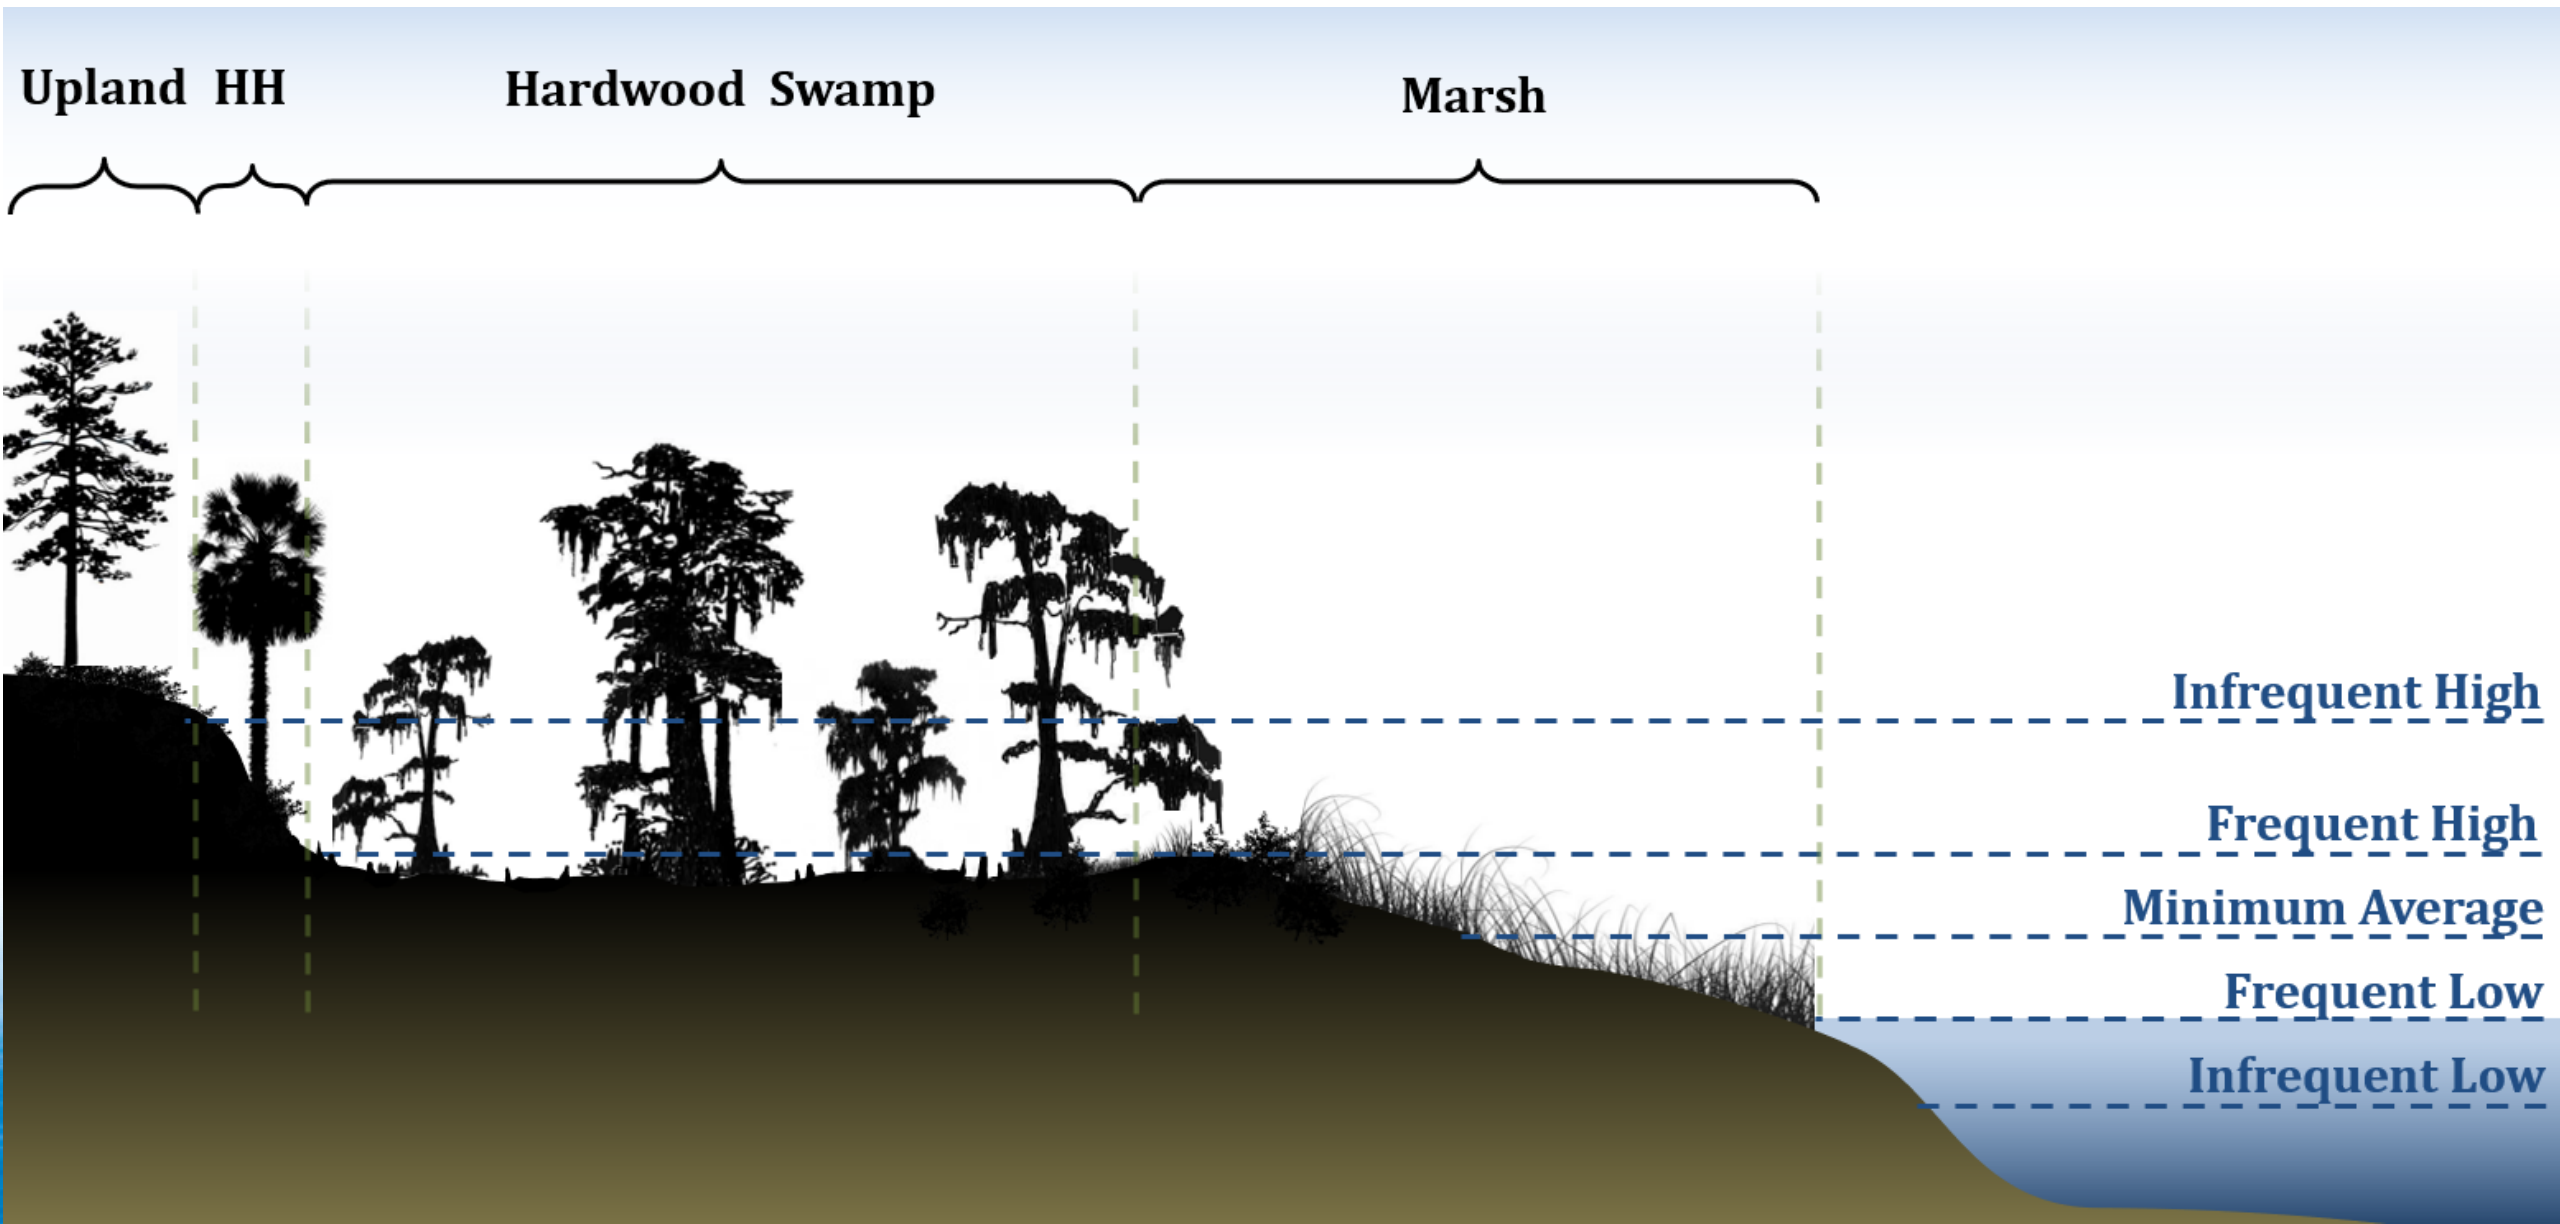 Upland HH Hardwood Swamp Marsh
Infrequent High
Frequent High
Minimum Average
Frequent Low
Infrequent Low